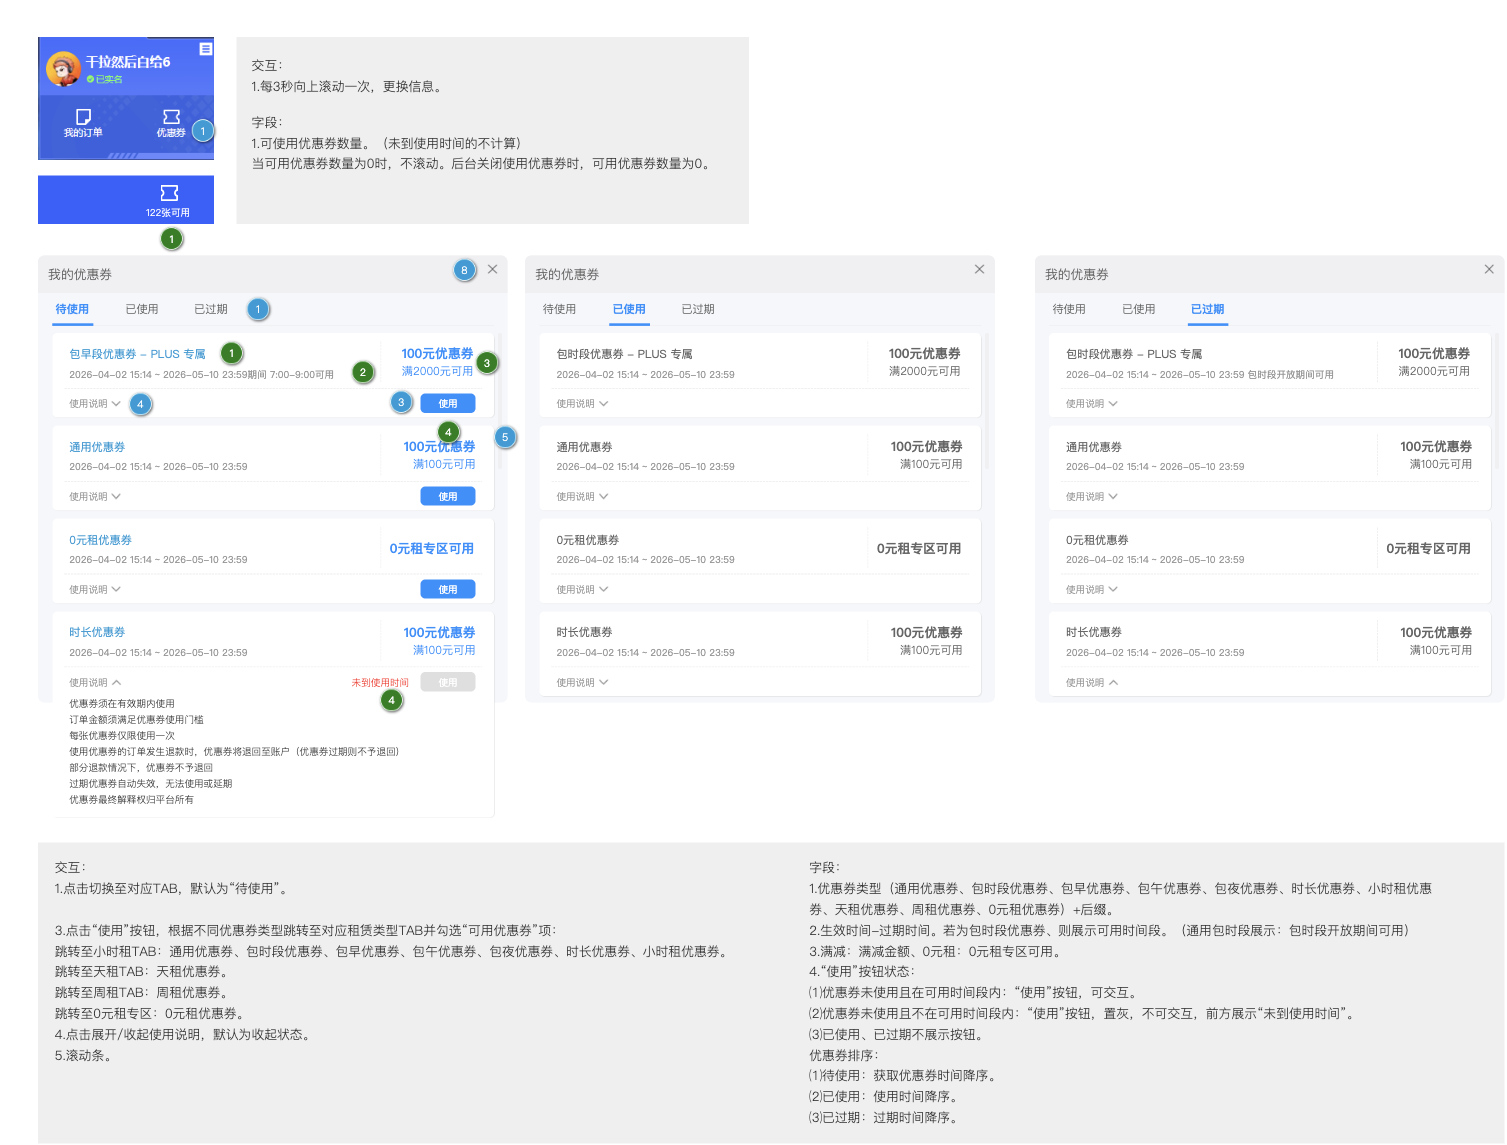 干拉然后白给6
已实名
我的订单
优惠券
1
122张可用
1
交互：
1.每3秒向上滚动一次，更换信息。
字段：
1.可使用优惠券数量。（未到使用时间的不计算）
当可用优惠券数量为0时，不滚动。后台关闭使用优惠券时，可用优惠券数量为0。
我的优惠券
8
待使用 已使用 已过期 1
包早段优惠券 – PLUS 专属 1
100元优惠券
3
2026-04-02 15:14 ~ 2026-05-10 23:59期间 7:00-9:00可用 2
满2000元可用
使用说明 4
3 使用
4
5
通用优惠券
100元优惠券
2026-04-02 15:14 ~ 2026-05-10 23:59
满100元可用
使用说明
使用
0元租优惠券
0元租专区可用
2026-04-02 15:14 ~ 2026-05-10 23:59
使用说明
使用
时长优惠券
100元优惠券
2026-04-02 15:14 ~ 2026-05-10 23:59
满100元可用
使用说明
未到使用时间 使用
4
优惠券须在有效期内使用
订单金额须满足优惠券使用门槛
每张优惠券仅限使用一次
使用优惠券的订单发生退款时，优惠券将退回至账户（优惠券过期则不予退回）
部分退款情况下，优惠券不予退回
过期优惠券自动失效，无法使用或延期
优惠券最终解释权归平台所有
我的优惠券
待使用 已使用 已过期
包时段优惠券 – PLUS 专属
100元优惠券
2026-04-02 15:14 ~ 2026-05-10 23:59
满2000元可用
使用说明
通用优惠券
100元优惠券
2026-04-02 15:14 ~ 2026-05-10 23:59
满100元可用
使用说明
0元租优惠券
0元租专区可用
2026-04-02 15:14 ~ 2026-05-10 23:59
使用说明
时长优惠券
100元优惠券
2026-04-02 15:14 ~ 2026-05-10 23:59
满100元可用
使用说明
我的优惠券
待使用 已使用 已过期
包时段优惠券 – PLUS 专属
100元优惠券
2026-04-02 15:14 ~ 2026-05-10 23:59 包时段开放期间可用
满2000元可用
使用说明
通用优惠券
100元优惠券
2026-04-02 15:14 ~ 2026-05-10 23:59
满100元可用
使用说明
0元租优惠券
0元租专区可用
2026-04-02 15:14 ~ 2026-05-10 23:59
使用说明
时长优惠券
100元优惠券
2026-04-02 15:14 ~ 2026-05-10 23:59
满100元可用
使用说明
交互：
1.点击切换至对应TAB，默认为“待使用”。
3.点击“使用”按钮，根据不同优惠券类型跳转至对应租赁类型TAB并勾选“可用优惠券”项：
跳转至小时租TAB：通用优惠券、包时段优惠券、包早优惠券、包午优惠券、包夜优惠券、时长优惠券、小时租优惠券。
跳转至天租TAB：天租优惠券。
跳转至周租TAB：周租优惠券。
跳转至0元租专区：0元租优惠券。
4.点击展开/收起使用说明，默认为收起状态。
5.滚动条。
字段：
1.优惠券类型（通用优惠券、包时段优惠券、包早优惠券、包午优惠券、包夜优惠券、时长优惠券、小时租优惠
券、天租优惠券、周租优惠券、0元租优惠券）+后缀。
2.生效时间-过期时间。若为包时段优惠券、则展示可用时间段。（通用包时段展示：包时段开放期间可用）
3.满减：满减金额、0元租：0元租专区可用。
4.“使用”按钮状态：
(1)优惠券未使用且在可用时间段内：“使用”按钮，可交互。
(2)优惠券未使用且不在可用时间段内：“使用”按钮，置灰，不可交互，前方展示“未到使用时间”。
(3)已使用、已过期不展示按钮。
优惠券排序：
(1)待使用：获取优惠券时间降序。
(2)已使用：使用时间降序。
(3)已过期：过期时间降序。